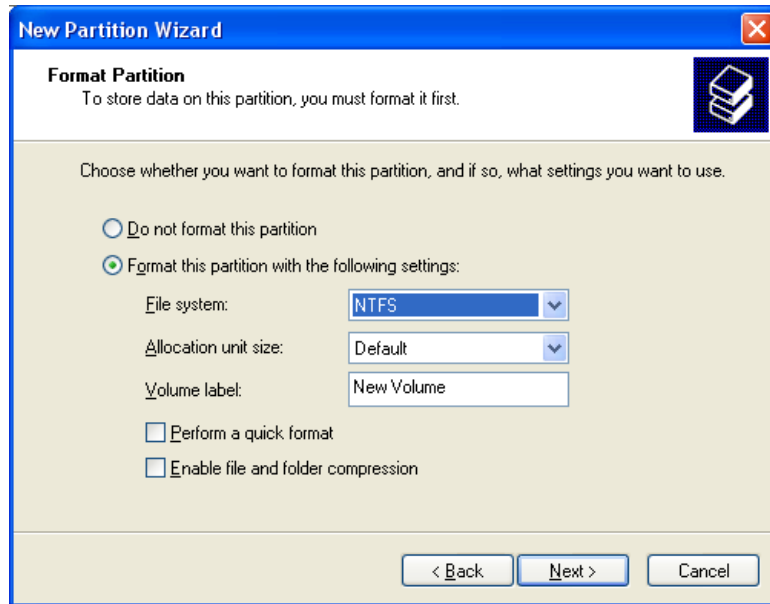 New Partition Wizard
Format Partition
To store data on this partition, you must format it first.
Choose whether you want to format this partition, and if so, what settings you want to use.
Do not format this partition
Format this partition with the following settings:
File system: NTFS
Allocation unit size: Default
Volume label: New Volume
Perform a quick format
Enable file and folder compression
< Back Next > Cancel